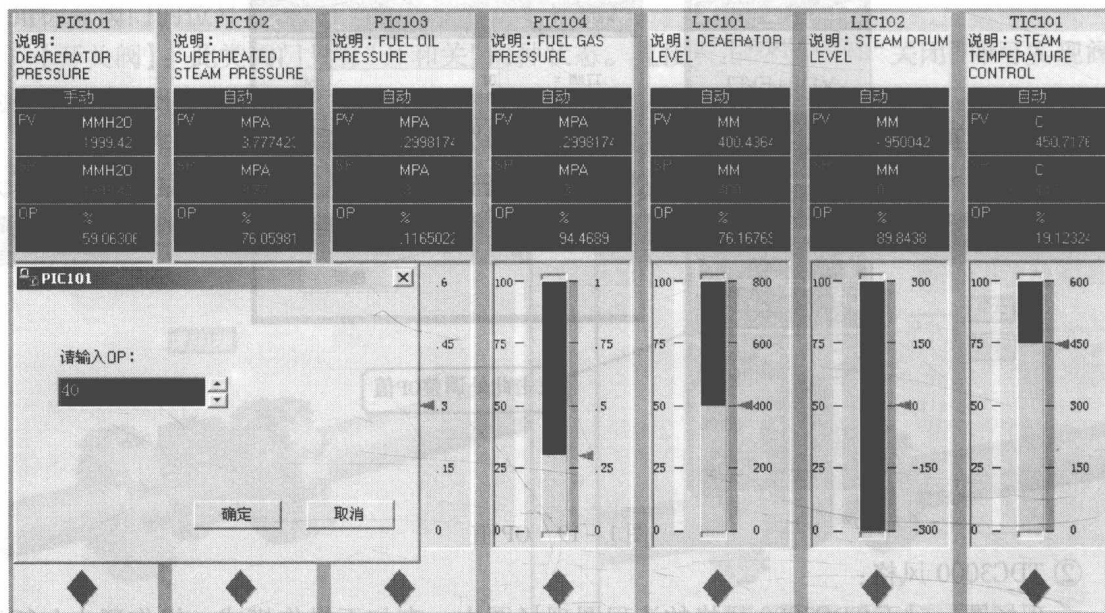 PIC101
说明：
DEARERATOR
PRESSURE
手动
PV MMH2O
1999.42
MMH2O
OP %
59.06306
PIC102
说明：
SUPERHEATED
STEAM PRESSURE
自动
PV MPA
3.777423
MPA
OP %
76.05981
PIC103
说明：FUEL OIL
PRESSURE
自动
PV MPA
.2998174
MPA
OP %
.1165022
PIC104
说明：FUEL GAS
PRESSURE
自动
PV MPA
.2998174
MPA
OP %
94.4689
LIC101
说明：DEAERATOR
LEVEL
自动
PV MM
400.4364
MM
OP %
76.16769
LIC102
说明：STEAM DRUM
LEVEL
自动
PV MM
-.950042
MM
OP %
89.8438
TIC101
说明：STEAM
TEMPERATURE
CONTROL
自动
PV C
450.7176
C
OP %
19.12324
PIC101
请输入OP：
40
确定 取消
.6
.45
.3
.15
0
100 1
75 .75
50 .5
25 .25
0 0
100 800
75 600
50 400
25 200
0 0
100 300
75 150
50 0
25 -150
0 -300
100 600
75 450
50 300
25 150
0 0